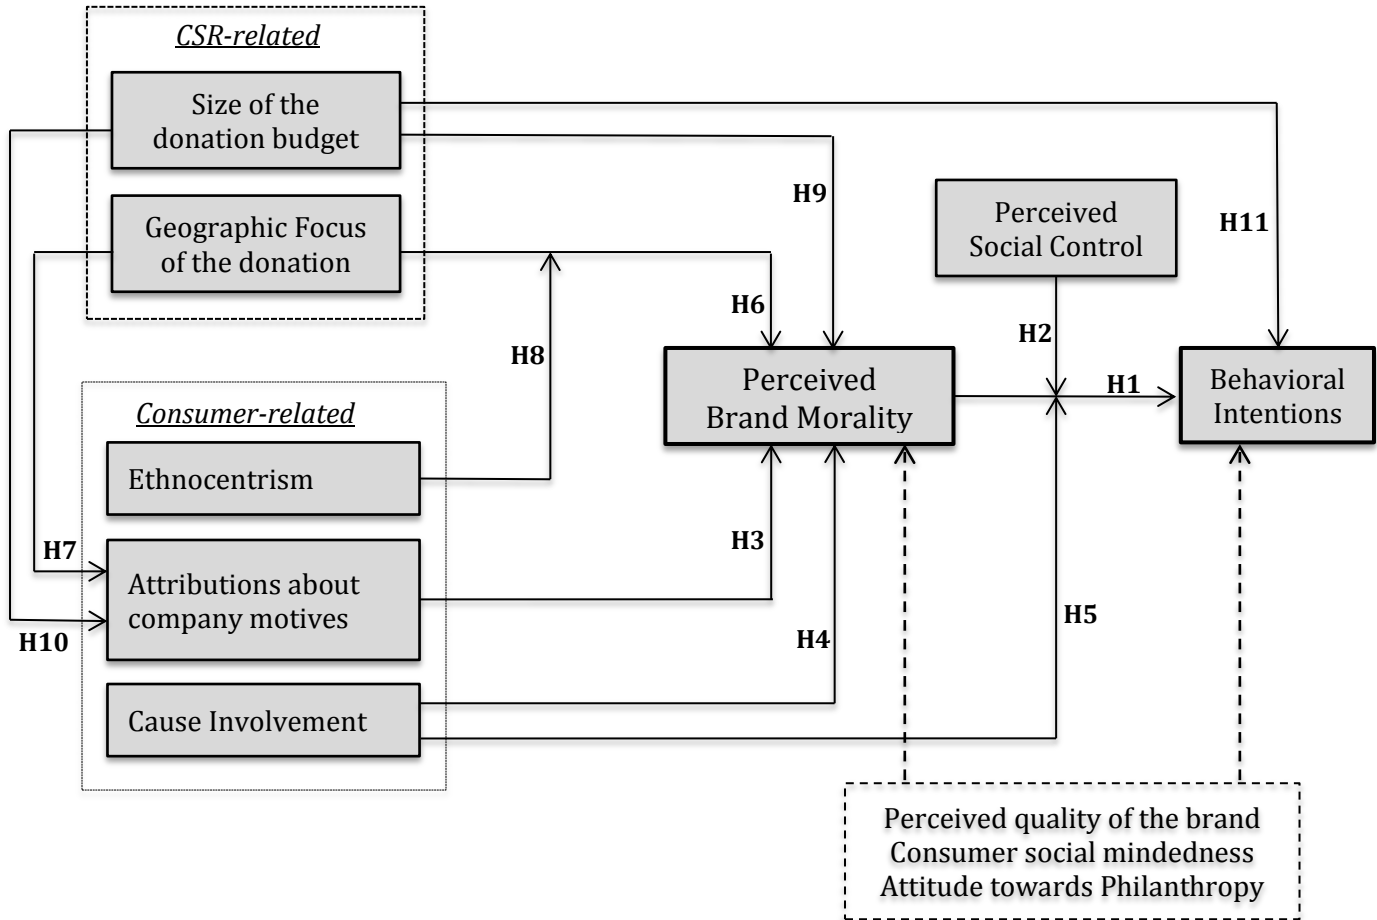 CSR-related
Size of the
donation budget
Geographic Focus
of the donation
H9
Perceived
Social Control
H11
H6
H2
H8
Perceived
Brand Morality
H1
Behavioral
Intentions
Consumer-related
Ethnocentrism
H7
Attributions about
company motives
H3
H10
H4
H5
Cause Involvement
Perceived quality of the brand
Consumer social mindedness
Attitude towards Philanthropy